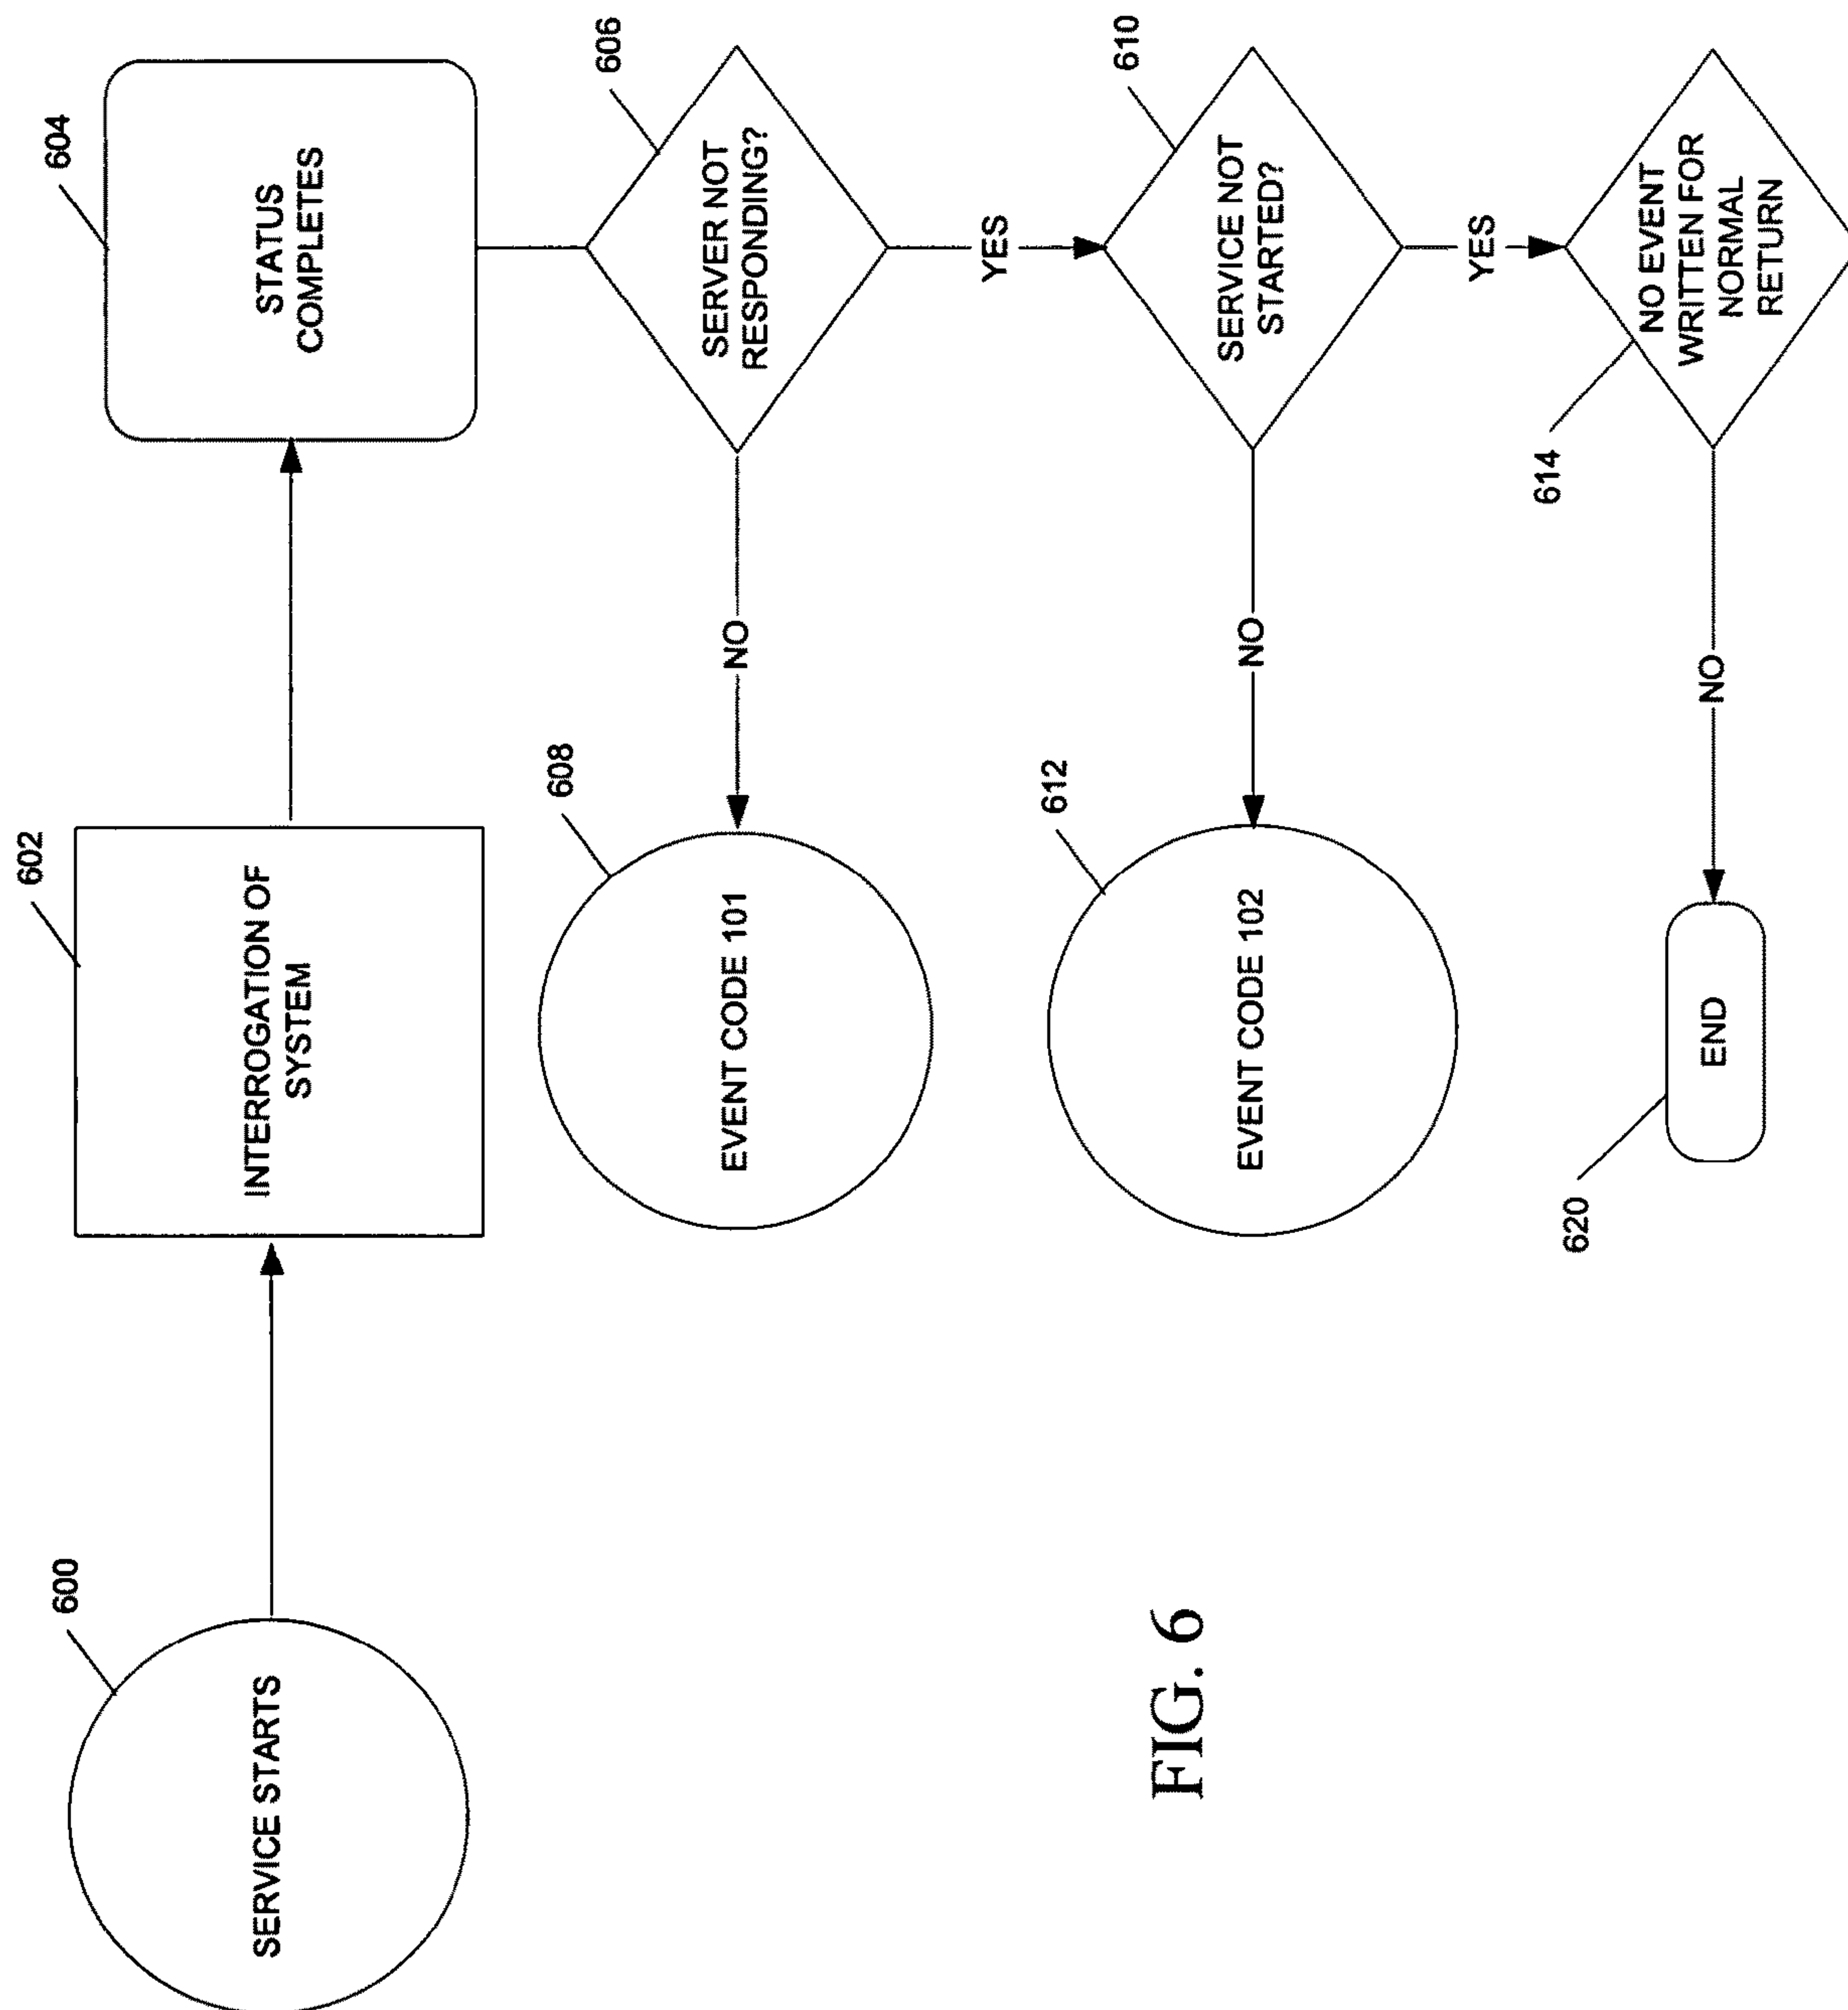 600
SERVICE STARTS
602
INTERROGATION OF
SYSTEM
604
STATUS
COMPLETES
606
SERVER NOT
RESPONDING?
NO
608
EVENT CODE 101
YES
610
SERVICE NOT
STARTED?
NO
612
EVENT CODE 102
YES
614
NO EVENT
WRITTEN FOR
NORMAL
RETURN
NO
620
END
FIG. 6